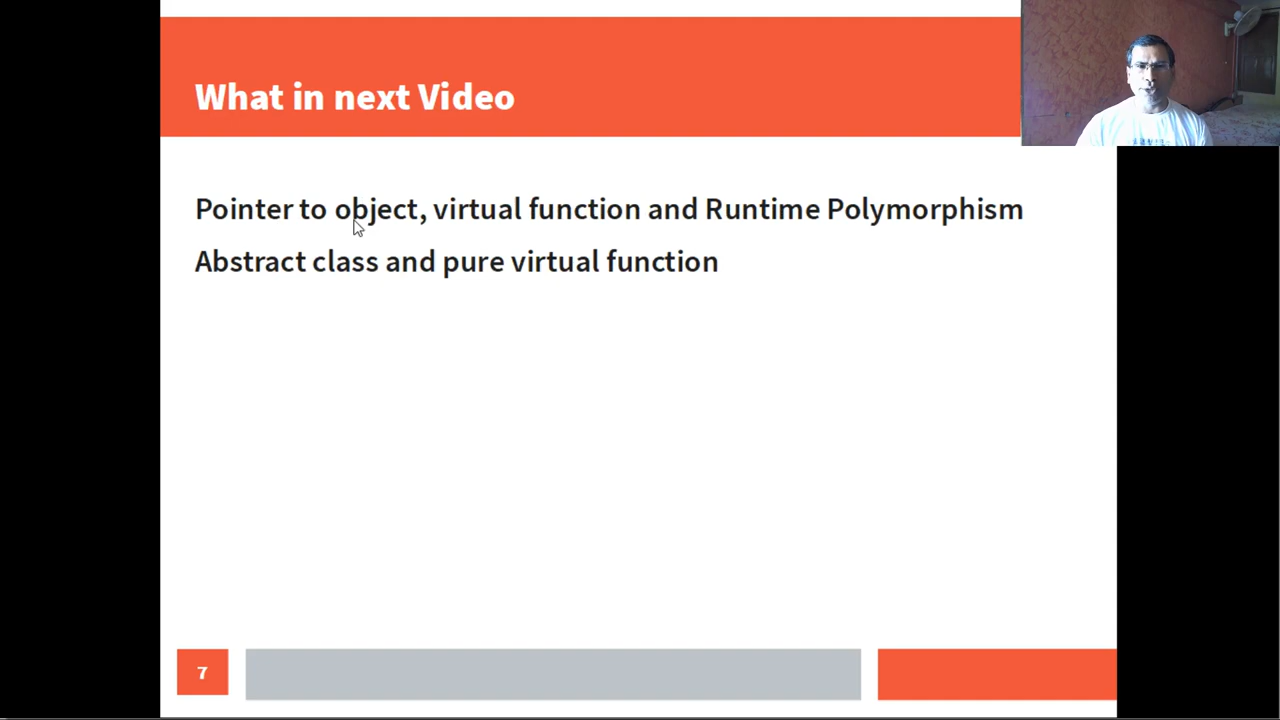 What in next Video
Pointer to object, virtual function and Runtime Polymorphism
Abstract class and pure virtual function
7